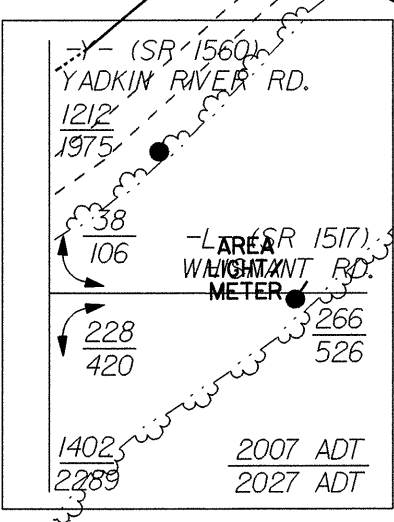 -Y- (SR 1560)
YADKIN RIVER RD.
1212
1975
38
106
-L- (SR 1517)
RD.
AREA
LIGHT/
METER
228
420
266
526
1402
2289
2007 ADT
2027 ADT